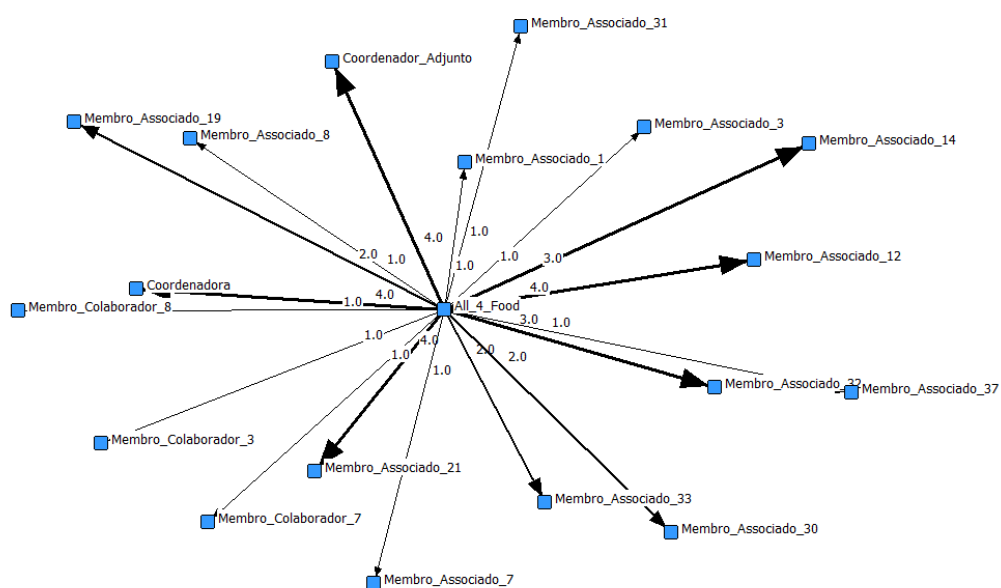 Membro_Associado_31
Coordenador_Adjunto
Membro_Associado_19
Membro_Associado_3
Membro_Associado_8
Membro_Associado_14
Membro_Associado_1
4.0
1.0
2.0
1.0
1.0
1.0
3.0
Membro_Associado_12
Coordenadora
4.0
1.0
4.0
Membro_Colaborador_8
All_4_Food
3.0
1.0
1.0
4.0
1.0
2.0
2.0
1.0
Membro_Associado_32
Membro_Associado_37
Membro_Colaborador_3
Membro_Associado_21
Membro_Associado_33
Membro_Colaborador_7
Membro_Associado_30
Membro_Associado_7